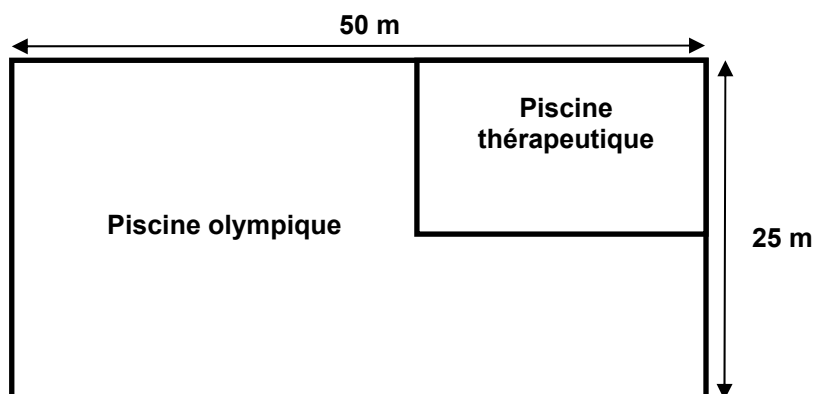 50 m
Piscine
thérapeutique
Piscine olympique
25 m